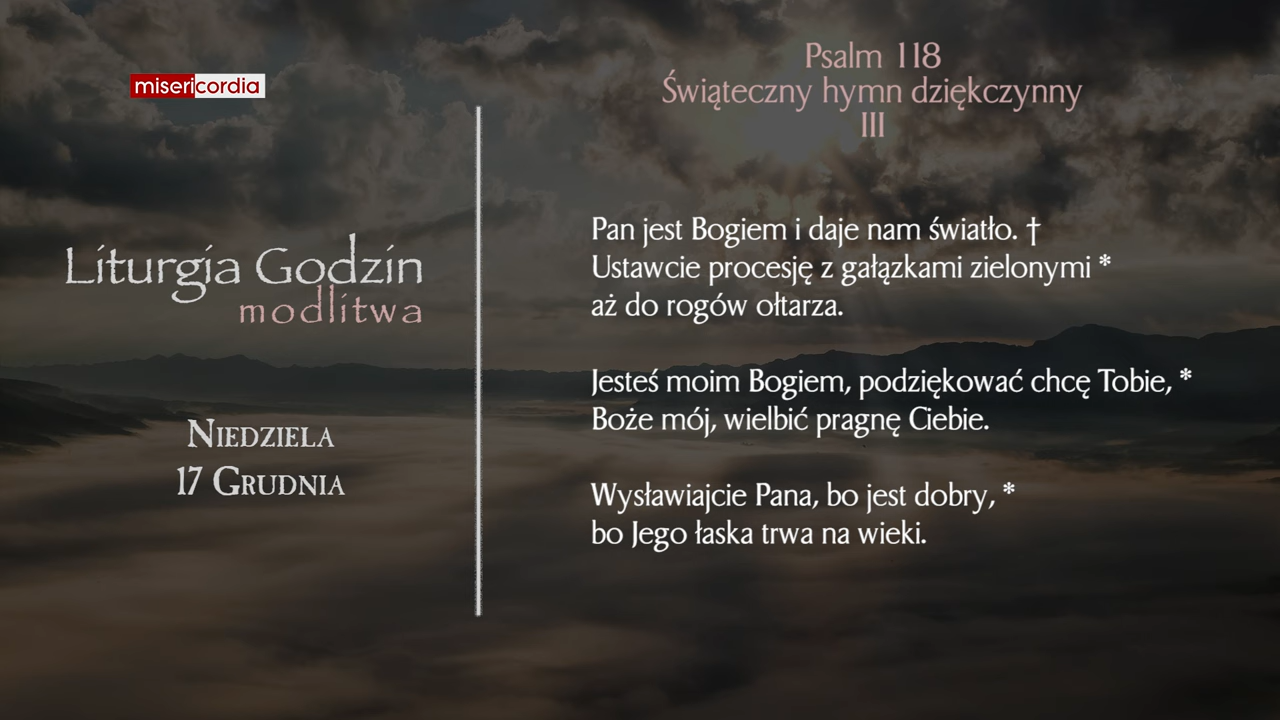 misericordia
Liturgia Godzin
modlitwa
Niedziela
17 Grudnia
Psalm 118
Świąteczny hymn dziękczynny
III
Pan jest Bogiem i daje nam światło. †
Ustawcie procesję z gałązkami zielonymi *
aż do rogów ołtarza.
Jesteś moim Bogiem, podziękować chcę Tobie, *
Boże mój, wielbić pragnę Ciebie.
Wysławiajcie Pana, bo jest dobry, *
bo Jego łaska trwa na wieki.